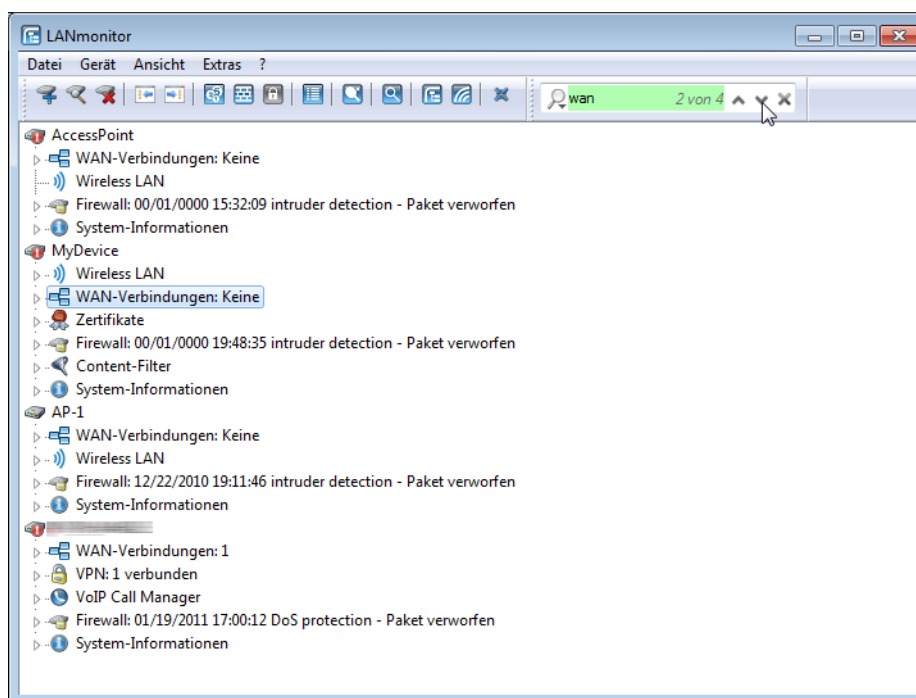 LANmonitor
Datei Gerät Ansicht Extras ?
wan 2 von 4
AccessPoint
WAN-Verbindungen: Keine
Wireless LAN
Firewall: 00/01/0000 15:32:09 intruder detection - Paket verworfen
System-Informationen
MyDevice
Wireless LAN
WAN-Verbindungen: Keine
Zertifikate
Firewall: 00/01/0000 19:48:35 intruder detection - Paket verworfen
Content-Filter
System-Informationen
AP-1
WAN-Verbindungen: Keine
Wireless LAN
Firewall: 12/22/2010 19:11:46 intruder detection - Paket verworfen
System-Informationen
WAN-Verbindungen: 1
VPN: 1 verbunden
VoIP Call Manager
Firewall: 01/19/2011 17:00:12 DoS protection - Paket verworfen
System-Informationen